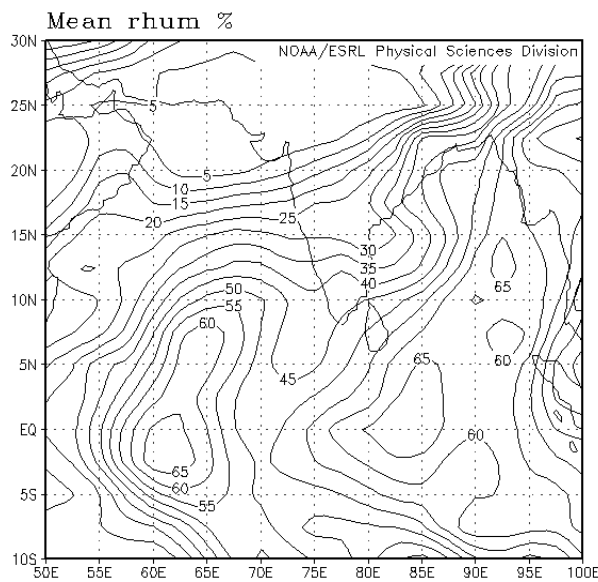 Mean rhum %
30N
NOAA/ESRL Physical Sciences Division
25N
5
20N
5
10
15
20
25
15N
30
35
40
65
10N
50
55
60
60
5N
65
45
EQ
60
65
60
5S
55
10S
50E 55E 60E 65E 70E 75E 80E 85E 90E 95E 100E